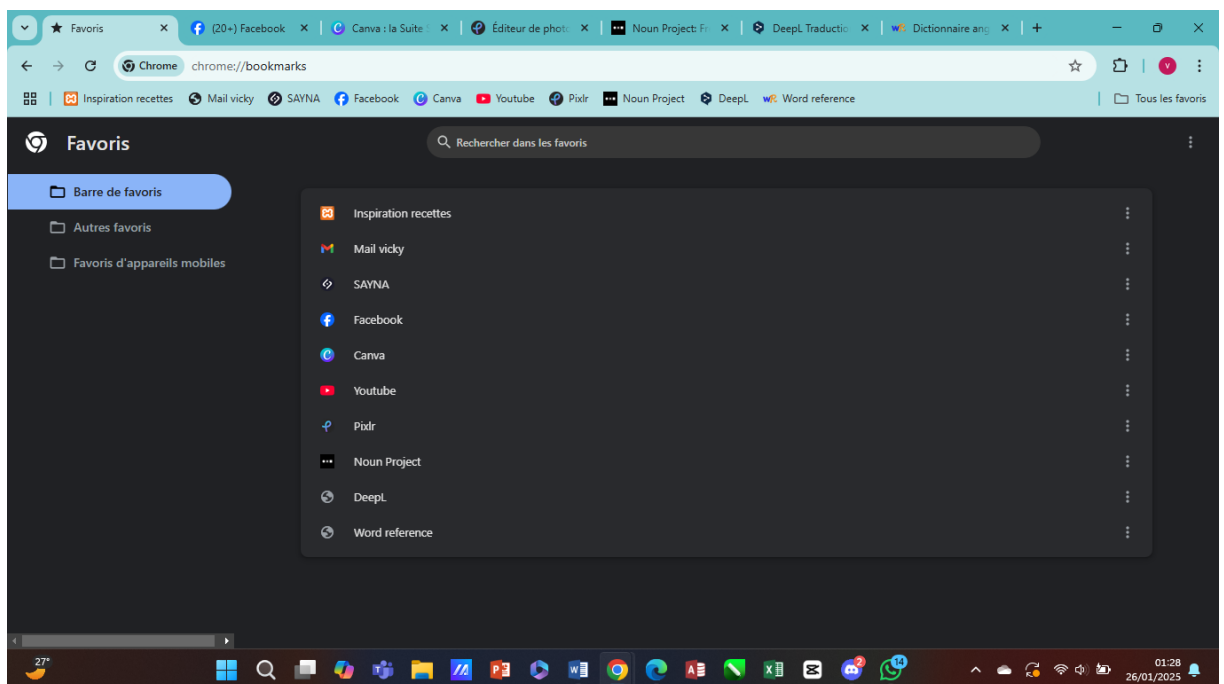 Favoris
(20+) Facebook
Canva : la Suite
Éditeur de phot
Noun Project: Fr
DeepL Traductio
Dictionnaire ang
Chrome
chrome://bookmarks
V
Inspiration recettes
Mail vicky
SAYNA
Facebook
Canva
Youtube
Pixlr
Noun Project
DeepL
Word reference
Tous les favoris
Favoris
Rechercher dans les favoris
Barre de favoris
Autres favoris
Favoris d'appareils mobiles
Inspiration recettes
Mail vicky
SAYNA
Facebook
Canva
Youtube
Pixlr
Noun Project
DeepL
Word reference
27°
2
14
01:28
26/01/2025